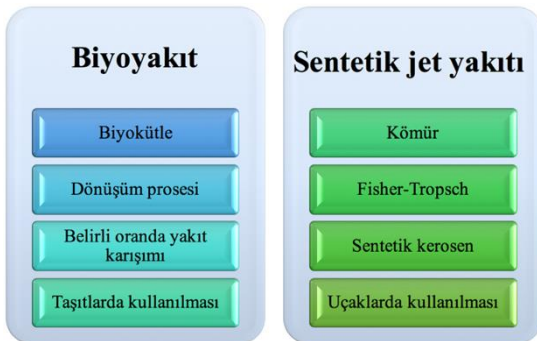 Biyoyakıt
Biyokütle
Dönüşüm prosesi
Belirli oranda yakıt
karışımı
Taşıtlarda kullanılması
Sentetik jet yakıtı
Kömür
Fisher-Tropsch
Sentetik kerosen
Uçaklarda kullanılması